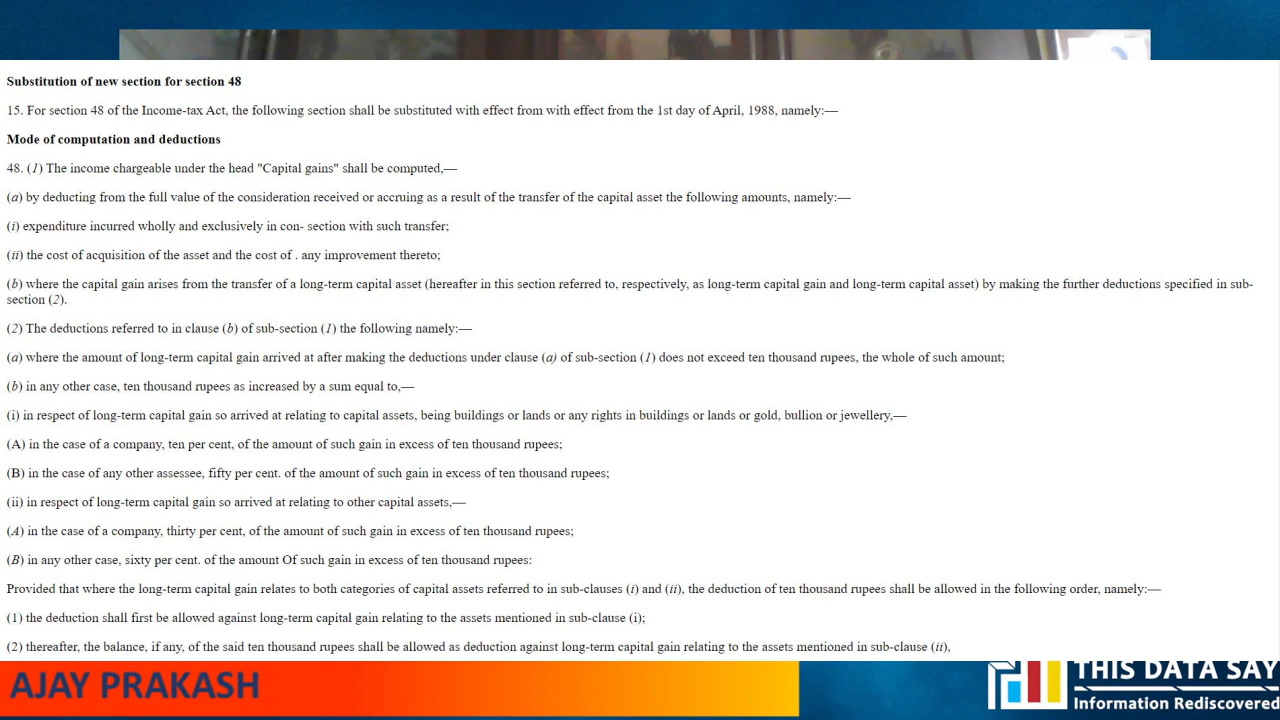 Substitution of new section for section 48
15. For section 48 of the Income-tax Act, the following section shall be substituted with effect from with effect from the 1st day of April, 1988, namely:—
Mode of computation and deductions
48. (1) The income chargeable under the head "Capital gains" shall be computed,—
(a) by deducting from the full value of the consideration received or accruing as a result of the transfer of the capital asset the following amounts, namely:—
(i) expenditure incurred wholly and exclusively in con- section with such transfer;
(ii) the cost of acquisition of the asset and the cost of . any improvement thereto;
(b) where the capital gain arises from the transfer of a long-term capital asset (hereafter in this section referred to, respectively, as long-term capital gain and long-term capital asset) by making the further deductions specified in sub-
section (2).
(2) The deductions referred to in clause (b) of sub-section (1) the following namely:—
(a) where the amount of long-term capital gain arrived at after making the deductions under clause (a) of sub-section (1) does not exceed ten thousand rupees, the whole of such amount;
(b) in any other case, ten thousand rupees as increased by a sum equal to,—
(i) in respect of long-term capital gain so arrived at relating to capital assets, being buildings or lands or any rights in buildings or lands or gold, bullion or jewellery,—
(A) in the case of a company, ten per cent, of the amount of such gain in excess of ten thousand rupees;
(B) in the case of any other assessee, fifty per cent. of the amount of such gain in excess of ten thousand rupees;
(ii) in respect of long-term capital gain so arrived at relating to other capital assets,—
(A) in the case of a company, thirty per cent, of the amount of such gain in excess of ten thousand rupees;
(B) in any other case, sixty per cent. of the amount Of such gain in excess of ten thousand rupees:
Provided that where the long-term capital gain relates to both categories of capital assets referred to in sub-clauses (i) and (ii), the deduction of ten thousand rupees shall be allowed in the following order, namely:—
(1) the deduction shall first be allowed against long-term capital gain relating to the assets mentioned in sub-clause (i);
(2) thereafter, the balance, if any, of the said ten thousand rupees shall be allowed as deduction against long-term capital gain relating to the assets mentioned in sub-clause (ii),
AJAY PRAKASH
THIS DATA SAY
Information Rediscovered